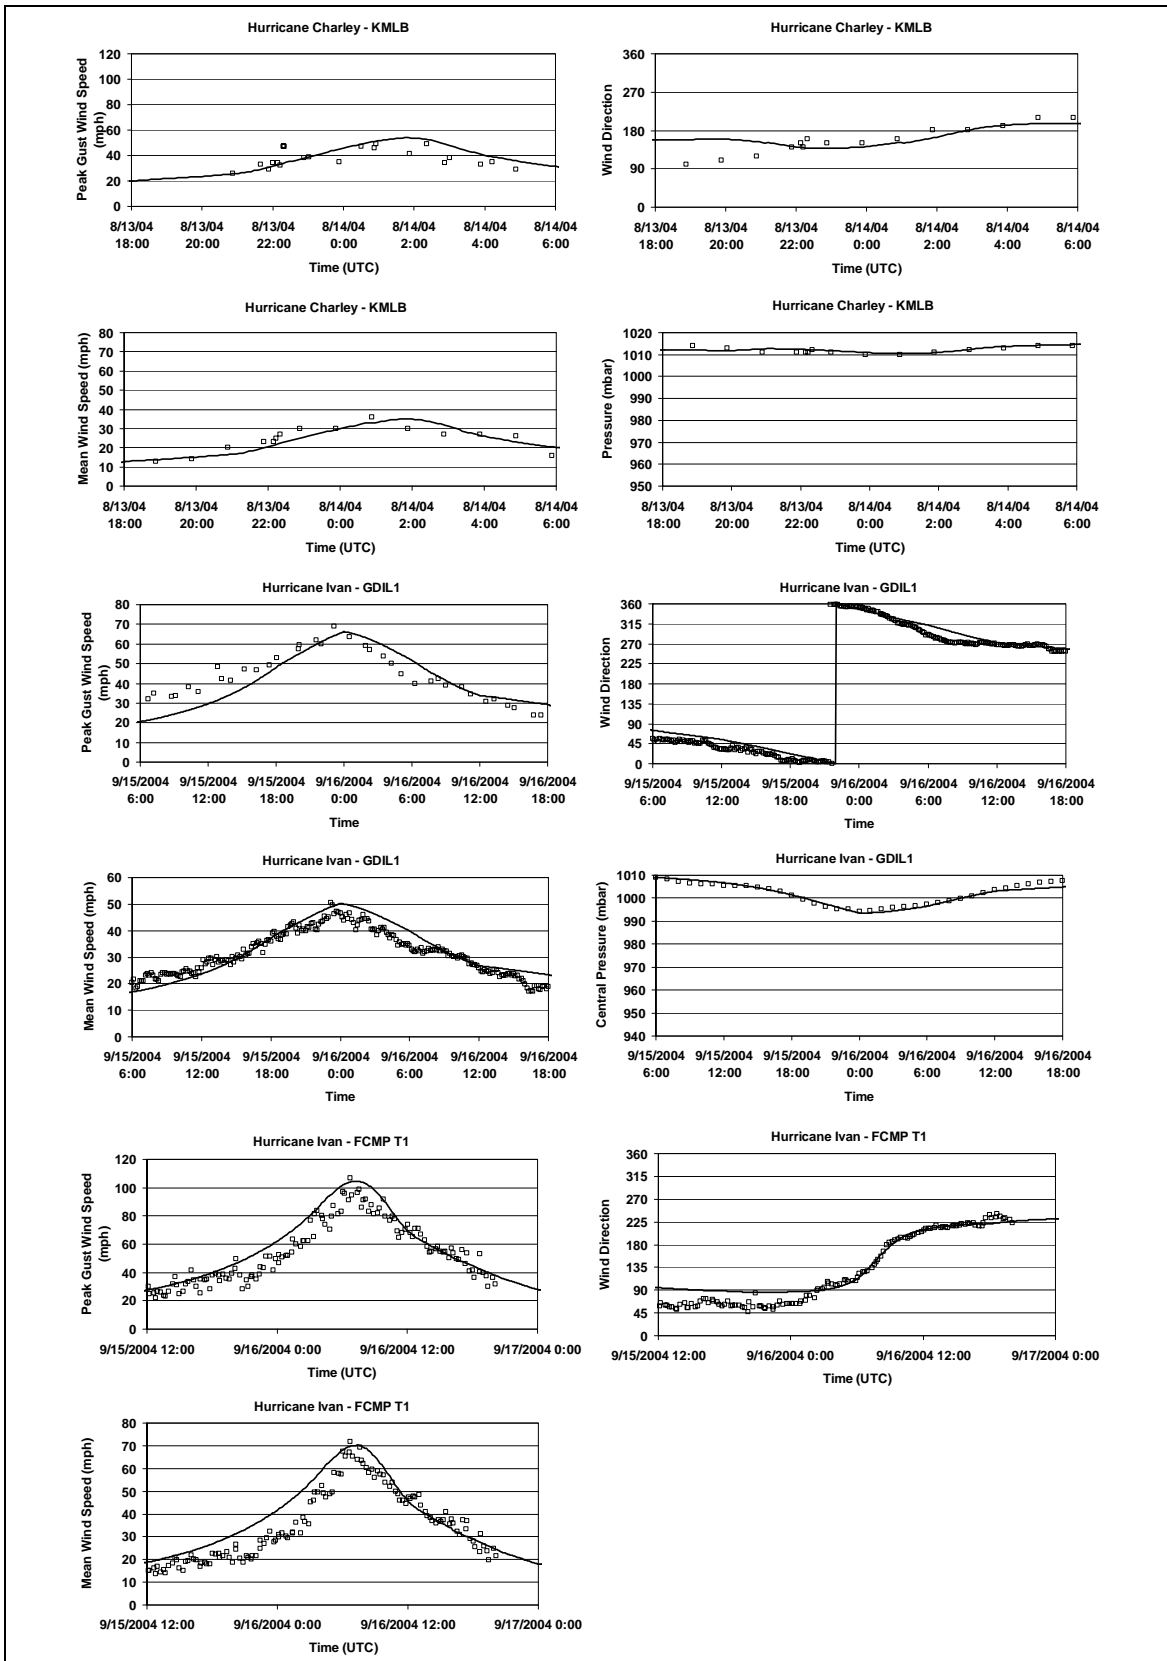 Hurricane Charley - KMLB
Peak Gust Wind Speed
(mph)
120
100
80
60
40
20
0
8/13/04 8/13/04 8/13/04 8/14/04 8/14/04 8/14/04 8/14/04
18:00 20:00 22:00 0:00 2:00 4:00 6:00
Time (UTC)
Hurricane Charley - KMLB
Wind Direction
360
270
180
90
0
8/13/04 8/13/04 8/13/04 8/14/04 8/14/04 8/14/04 8/14/04
18:00 20:00 22:00 0:00 2:00 4:00 6:00
Time (UTC)
Hurricane Charley - KMLB
Mean Wind Speed (mph)
80
70
60
50
40
30
20
10
0
8/13/04 8/13/04 8/13/04 8/14/04 8/14/04 8/14/04 8/14/04
18:00 20:00 22:00 0:00 2:00 4:00 6:00
Time (UTC)
Hurricane Charley - KMLB
Pressure (mbar)
1020
1010
1000
990
980
970
960
950
8/13/04 8/13/04 8/13/04 8/14/04 8/14/04 8/14/04 8/14/04
18:00 20:00 22:00 0:00 2:00 4:00 6:00
Time (UTC)
Hurricane Ivan - GDIL1
Peak Gust Wind Speed
(mph)
80
70
60
50
40
30
20
10
0
9/15/2004 9/15/2004 9/15/2004 9/16/2004 9/16/2004 9/16/2004 9/16/2004
6:00 12:00 18:00 0:00 6:00 12:00 18:00
Time
Hurricane Ivan - GDIL1
Wind Direction
360
315
270
225
180
135
90
45
0
9/15/2004 9/15/2004 9/15/2004 9/16/2004 9/16/2004 9/16/2004 9/16/2004
6:00 12:00 18:00 0:00 6:00 12:00 18:00
Time
Hurricane Ivan - GDIL1
Mean Wind Speed (mph)
60
50
40
30
20
10
0
9/15/2004 9/15/2004 9/15/2004 9/16/2004 9/16/2004 9/16/2004 9/16/2004
6:00 12:00 18:00 0:00 6:00 12:00 18:00
Time
Hurricane Ivan - GDIL1
Central Pressure (mbar)
1010
1000
990
980
970
960
950
940
9/15/2004 9/15/2004 9/15/2004 9/16/2004 9/16/2004 9/16/2004 9/16/2004
6:00 12:00 18:00 0:00 6:00 12:00 18:00
Time
Hurricane Ivan - FCMP T1
Peak Gust Wind Speed
(mph)
120
100
80
60
40
20
0
9/15/2004 12:00 9/16/2004 0:00 9/16/2004 12:00 9/17/2004 0:00
Time (UTC)
Hurricane Ivan - FCMP T1
Wind Direction
360
315
270
225
180
135
90
45
0
9/15/2004 12:00 9/16/2004 0:00 9/16/2004 12:00 9/17/2004 0:00
Time (UTC)
Hurricane Ivan - FCMP T1
Mean Wind Speed (mph)
80
70
60
50
40
30
20
10
0
9/15/2004 12:00 9/16/2004 0:00 9/16/2004 12:00 9/17/2004 0:00
Time (UTC)